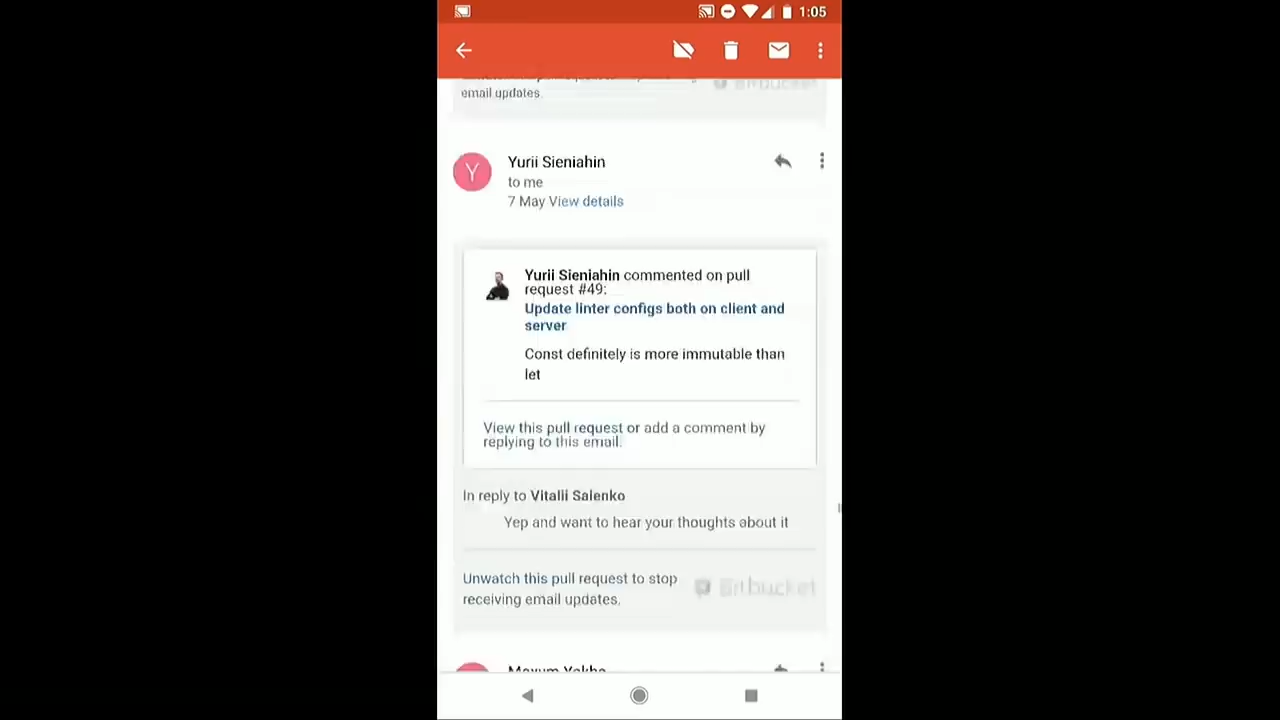 1:05
email updates.
Yurii Sieniahin
to me
7 May View details
Y
Yurii Sieniahin commented on pull
request #49:
Update linter configs both on client and
server
Const definitely is more immutable than
let
View this pull request or add a comment by
replying to this email.
In reply to Vitalii Salenko
Yep and want to hear your thoughts about it
Unwatch this pull request to stop
receiving email updates.
Bitbucket